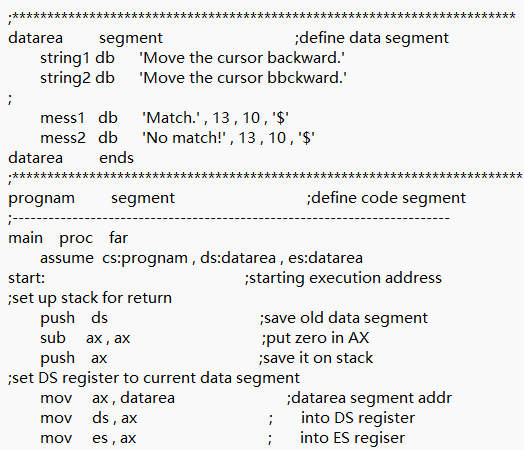 ;************************************************************************
datarea segment ;define data segment
string1 db 'Move the cursor backward.'
string2 db 'Move the cursor bbckward.'
;
mess1 db 'Match.' , 13 , 10 , '$'
mess2 db 'No match!' , 13 , 10 , '$'
datarea ends
;*************************************************************************
prognam segment ;define code segment
;-------------------------------------------------------------------------
main proc far
assume cs:prognam , ds:datarea , es:datarea
start: ;starting execution address
;set up stack for return
push ds ;save old data segment
sub ax , ax ;put zero in AX
push ax ;save it on stack
;set DS register to current data segment
mov ax , datarea ;datarea segment addr
mov ds , ax ; into DS register
mov es , ax ; into ES regiser